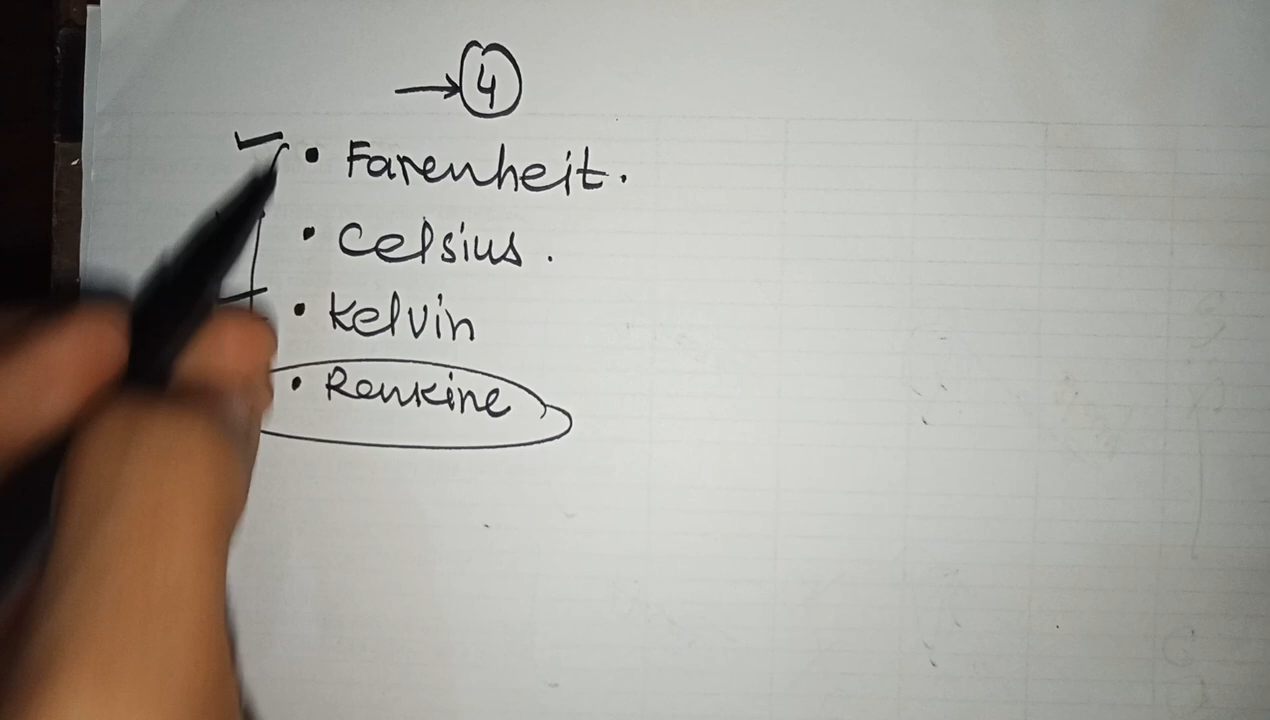 → 4
• Farenheit.
• Celsius.
• Kelvin
• Rankine